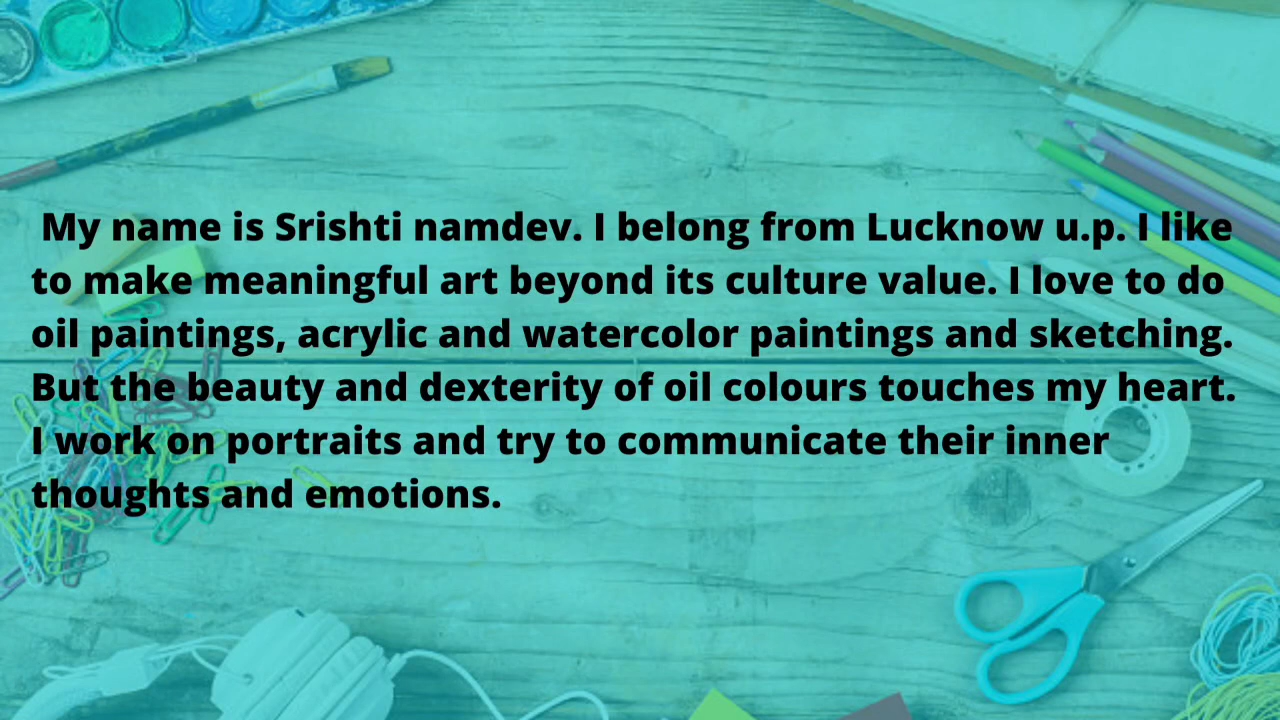 My name is Srishti namdev. I belong from Lucknow u.p. I like
to make meaningful art beyond its culture value. I love to do
oil paintings, acrylic and watercolor paintings and sketching.
But the beauty and dexterity of oil colours touches my heart.
I work on portraits and try to communicate their inner
thoughts and emotions.